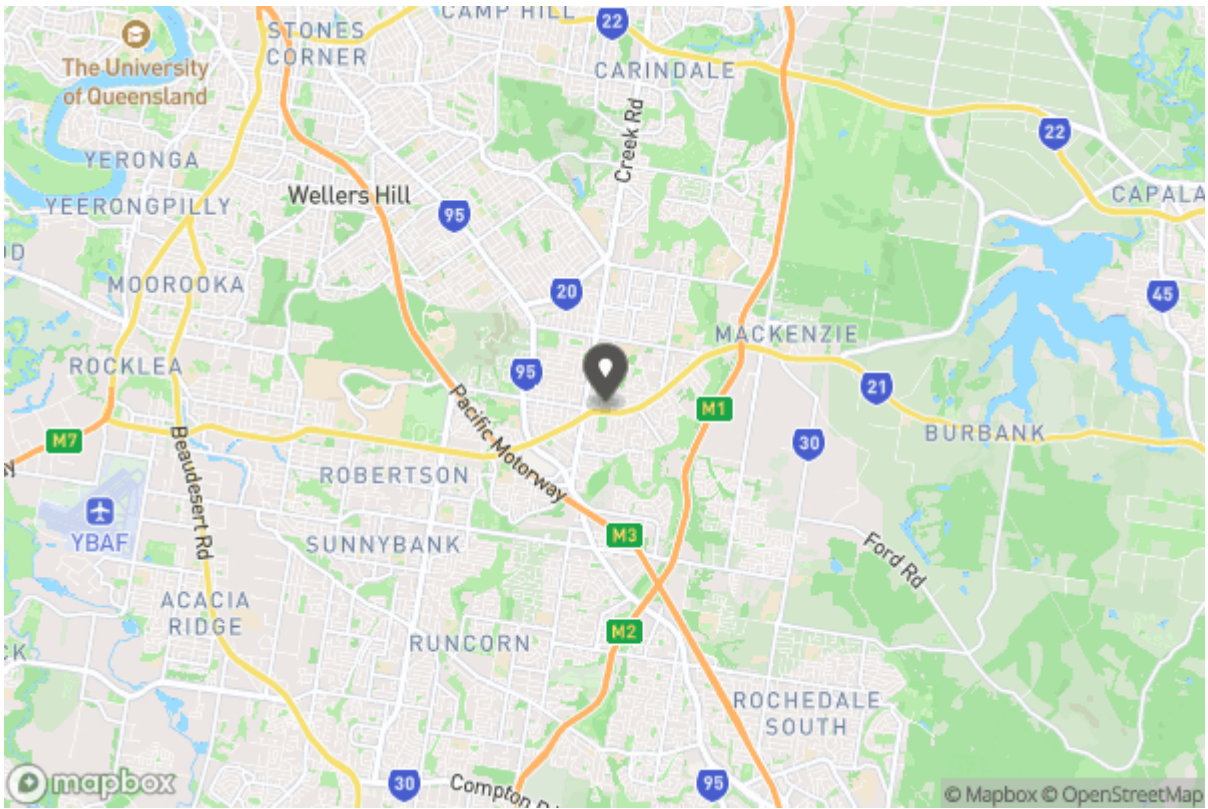 CAMP HILL
22
STONES
CORNER
The University
of Queensland
CARINDALE
Creek Rd
22
YERONGA
Wellers Hill
CAPALA
YEERONGPILLY
95
OD
MOOROOKA
20
45
MACKENZIE
ROCKLEA
95
21
Pacific Motorway
M1
M7
Beaudesert Rd
30
BURBANK
ROBERTSON
YBAF
SUNNYBANK
M3
Ford Rd
ACACIA
RIDGE
RUNCORN
M2
CK
ROCHEDALE
SOUTH
mapbox
30
Compton
95
© Mapbox © OpenStreetMap